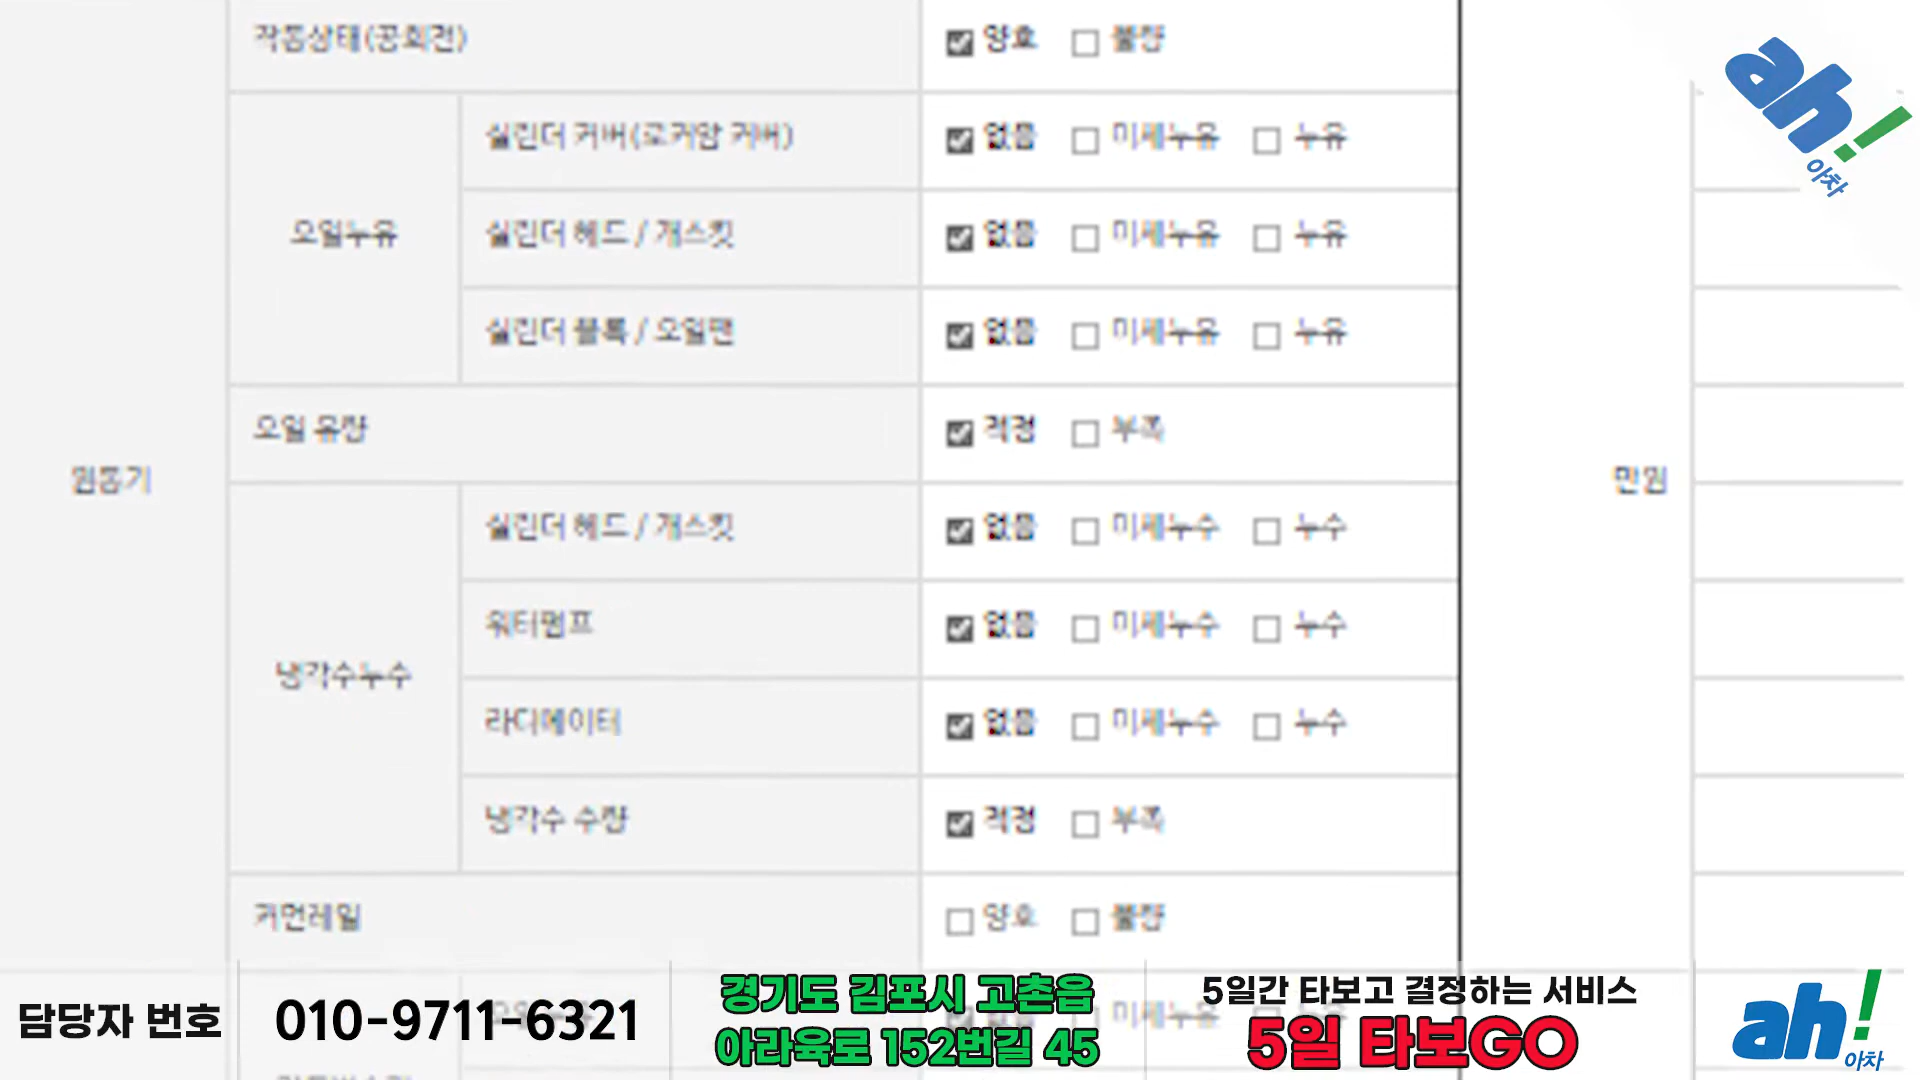 작동상태(공회전)
양호 불량
실린더 커버(로커암 커버)
없음 미세누유 누유
오일누유
실린더 헤드 / 개스킷
없음 미세누유 누유
실린더 블록 / 오일팬
없음 미세누유 누유
오일 유량
적정 부족
원동기
만원
실린더 헤드 / 개스킷
없음 미세누수 누수
워터펌프
없음 미세누수 누수
냉각수누수
라디에이터
없음 미세누수 누수
냉각수 수량
적정 부족
커먼레일
양호 불량
미세누유
담당자 번호
010-9711-6321
경기도 김포시 고촌읍
아라육로 152번길 45
5일간 타보고 결정하는 서비스
5일 타보GO
ah!
아차
ah!
아차